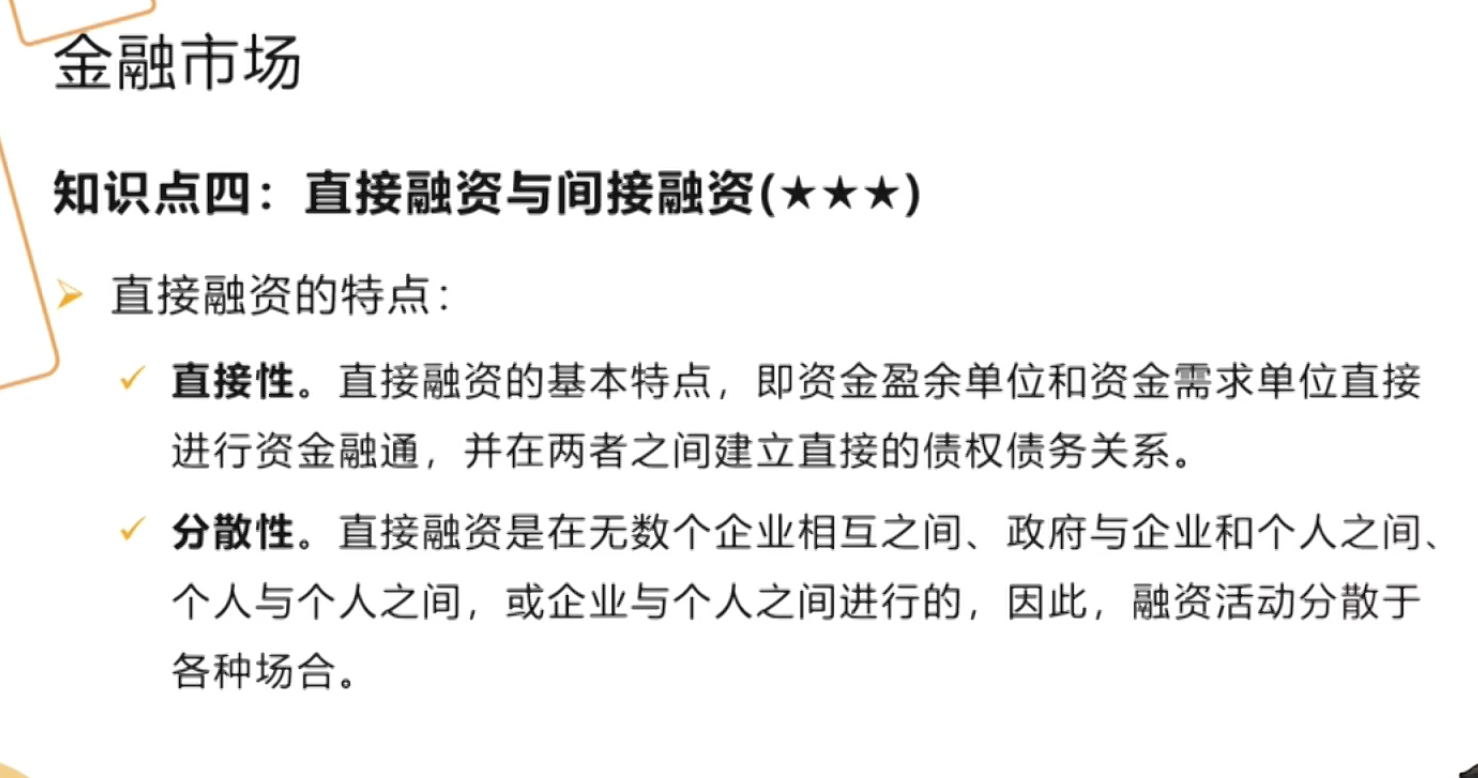 金融市场
知识点四：直接融资与间接融资(★★★)
直接融资的特点：
直接性。直接融资的基本特点，即资金盈余单位和资金需求单位直接
进行资金融通，并在两者之间建立直接的债权债务关系。
分散性。直接融资是在无数个企业相互之间、政府与企业和个人之间、
个人与个人之间，或企业与个人之间进行的，因此，融资活动分散于
各种场合。